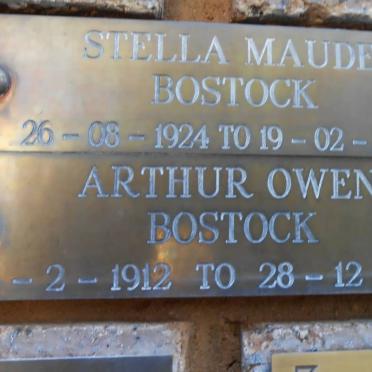 STELLA MAUDE
BOSTOCK
26 - 08 - 1924 TO 19 - 02 -
ARTHUR OWEN
BOSTOCK
- 2 - 1912 TO 28 - 12